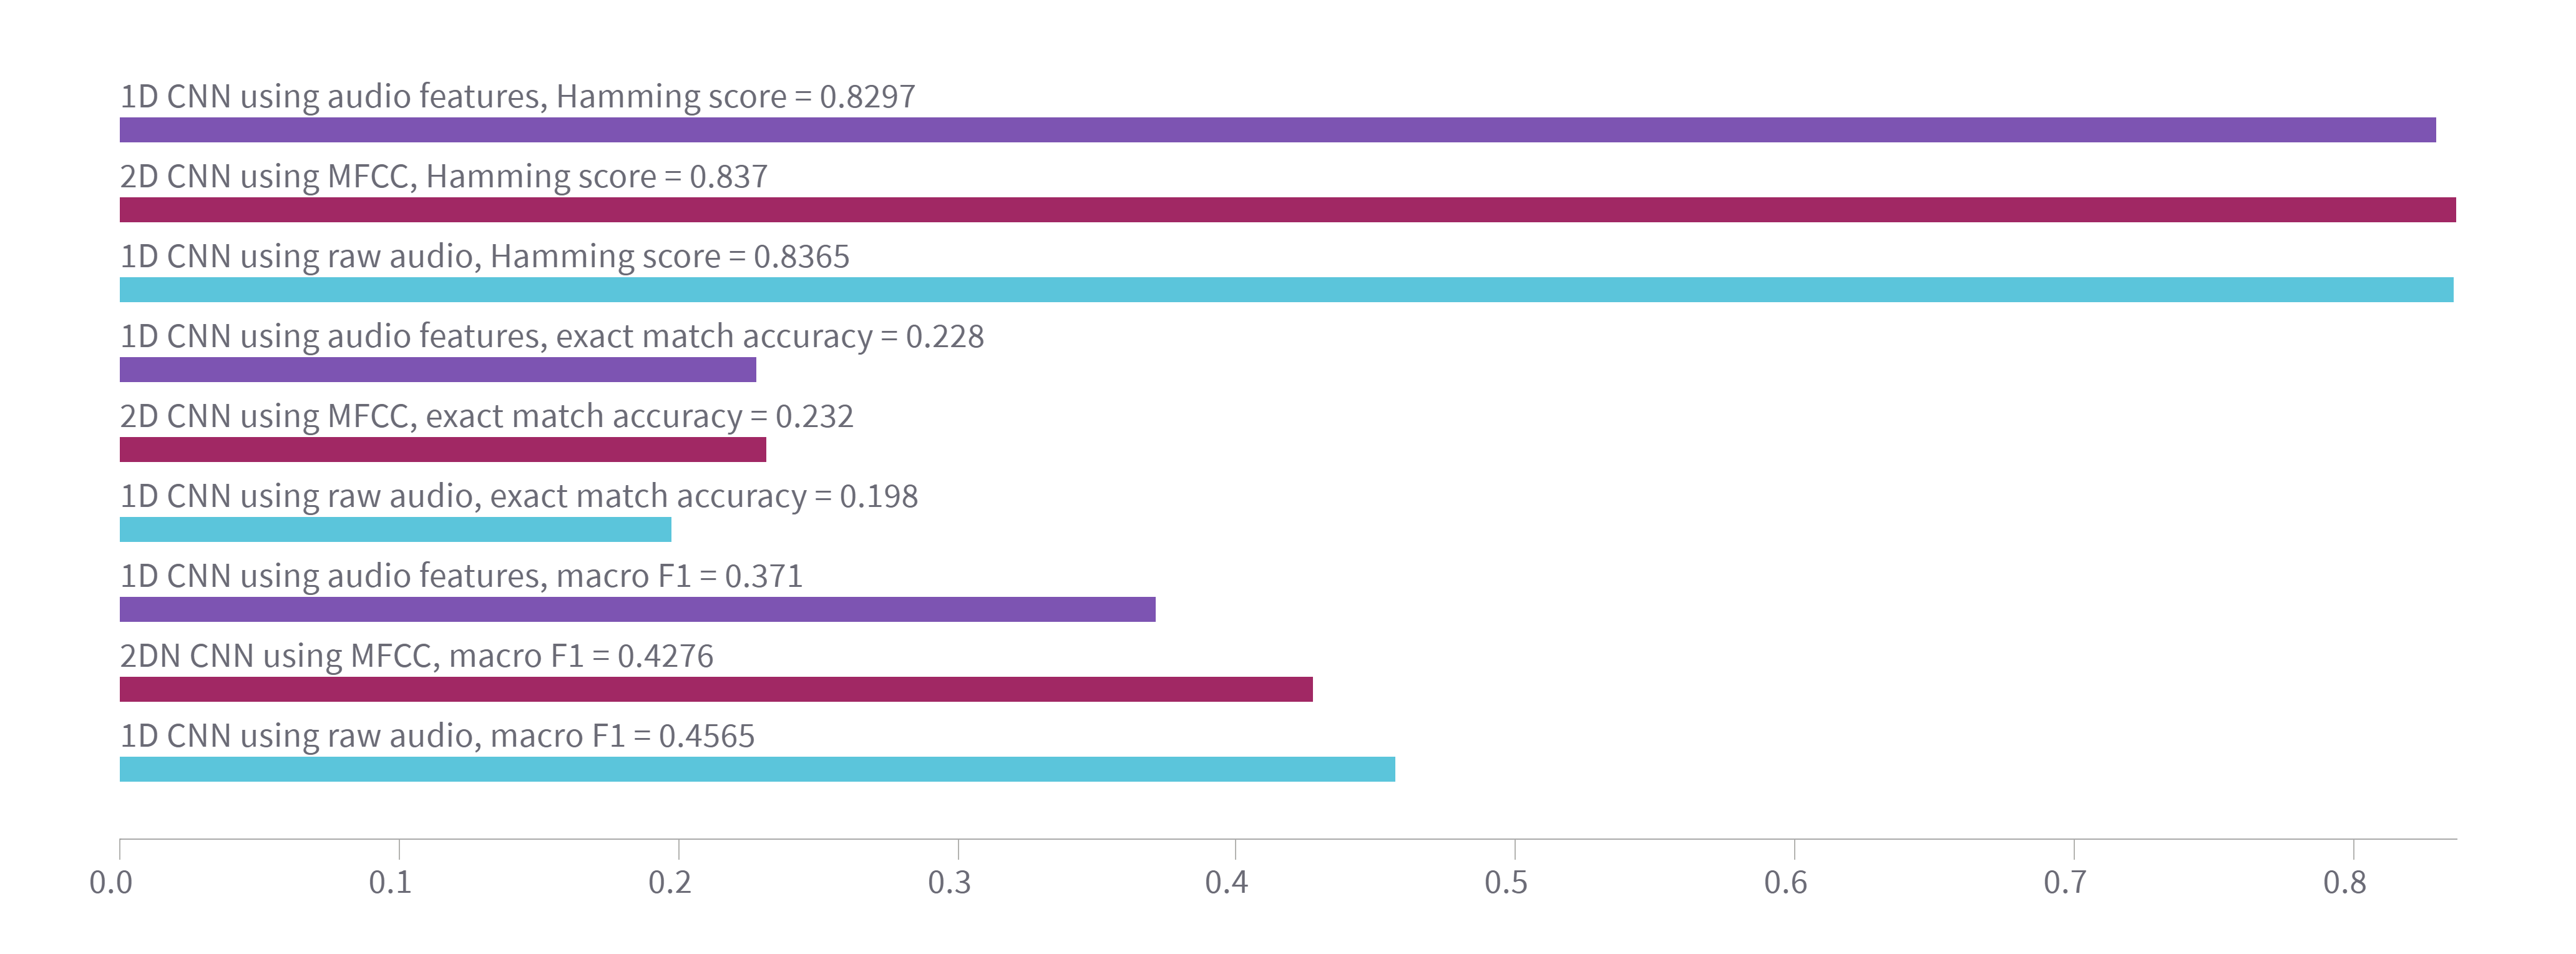 1D CNN using audio features, Hamming score = 0.8297
2D CNN using MFCC, Hamming score = 0.837
1D CNN using raw audio, Hamming score = 0.8365
1D CNN using audio features, exact match accuracy = 0.228
2D CNN using MFCC, exact match accuracy = 0.232
1D CNN using raw audio, exact match accuracy = 0.198
1D CNN using audio features, macro F1 = 0.371
2DN CNN using MFCC, macro F1 = 0.4276
1D CNN using raw audio, macro F1 = 0.4565
0.0 0.1 0.2 0.3 0.4 0.5 0.6 0.7 0.8